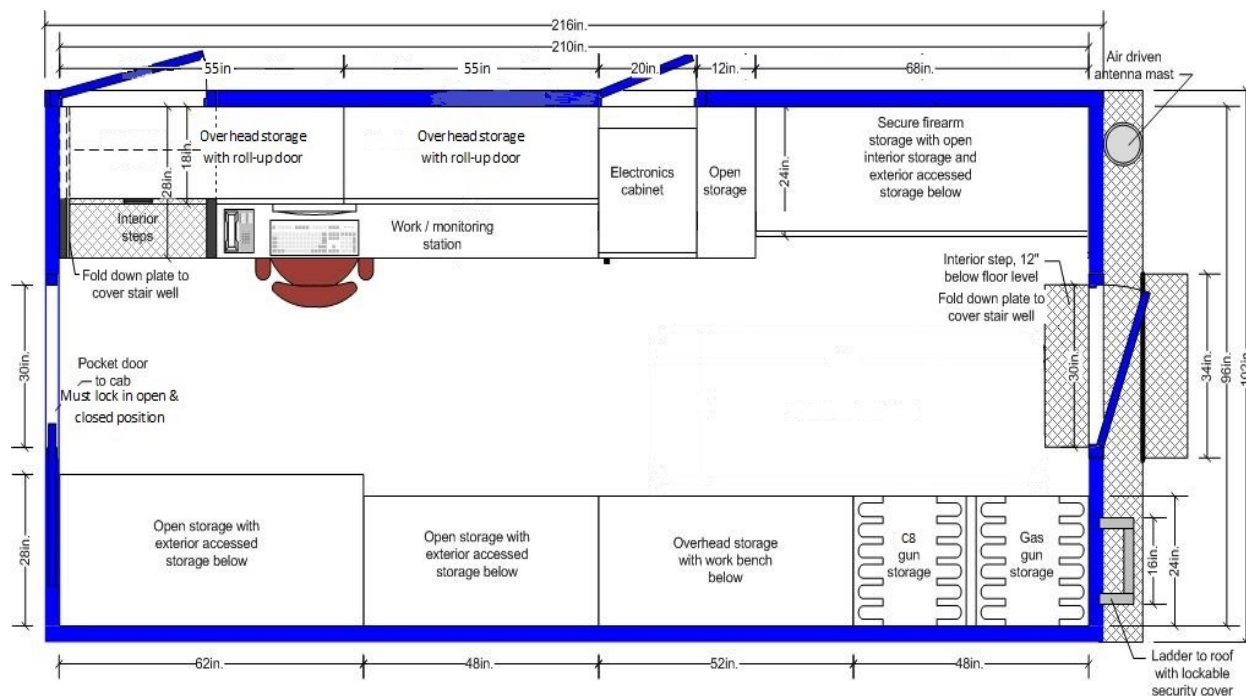 216in.
210in.
55in
55in.
20in.
12in.
68in.
Air driven
antenna mast
Overhead storage
with roll-up door
Overhead storage
with roll-up door
18in.
28in.
Electronics
cabinet
Open
storage
24in.
Secure firearm
storage with open
interior storage and
exterior accessed
storage below
Interior
steps
Work / monitoring
station
Fold down plate to
cover stair well
Interior step, 12"
below floor level
Fold down plate to
cover stair well
30in.
Pocket door
to cab
Must lock in open &
closed position
30in.
34in.
96in.
102in.
28in.
Open storage with
exterior accessed
storage below
Open storage with
exterior accessed
storage below
Overhead storage
with work bench
below
C8
gun
storage
Gas
gun
storage
16in.
24in.
62in.
48in.
52in.
48in.
Ladder to roof
with lockable
security cover